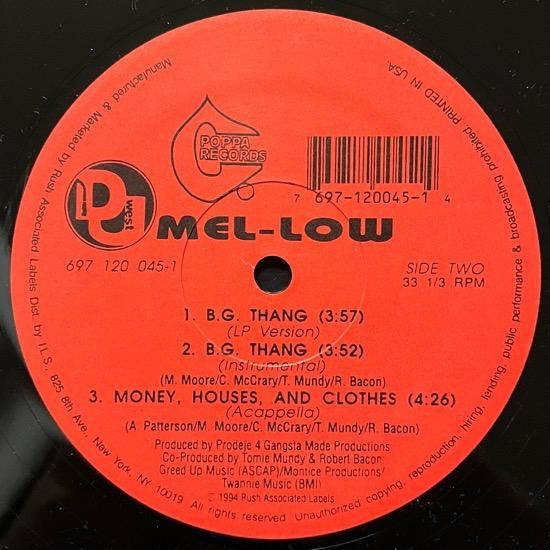 POPPA
RECORDS
7 697-120045-1 4
PJ
west
MEL-LOW
697 120 045-1
SIDE TWO
33 1/3 RPM
1. B.G. THANG (3:57)
(LP Version)
2. B.G. THANG (3:52)
(Instrumental)
(M. Moore/C. McCrary/T. Mundy/R. Bacon)
3. MONEY, HOUSES, AND CLOTHES (4:26)
(Acappella)
(A. Patterson/M. Moore/C. McCrary/T. Mundy/R. Bacon)
Produced by Prodeje 4 Gangsta Made Productions
Co-Produced by Tomie Mundy & Robert Bacon
Greed Up Music (ASCAP)/Montice Productions/
Twannie Music (BMI)
© 1994 Rush Associated Labels
Manufactured & Marketed by Rush Associated Labels Dist. by I.L.S., 825 8th Ave. New York, NY 10019. All rights reserved. Unauthorized copying, reproduction, hiring, lending, public performance & broadcasting prohibited. PRINTED IN USA.